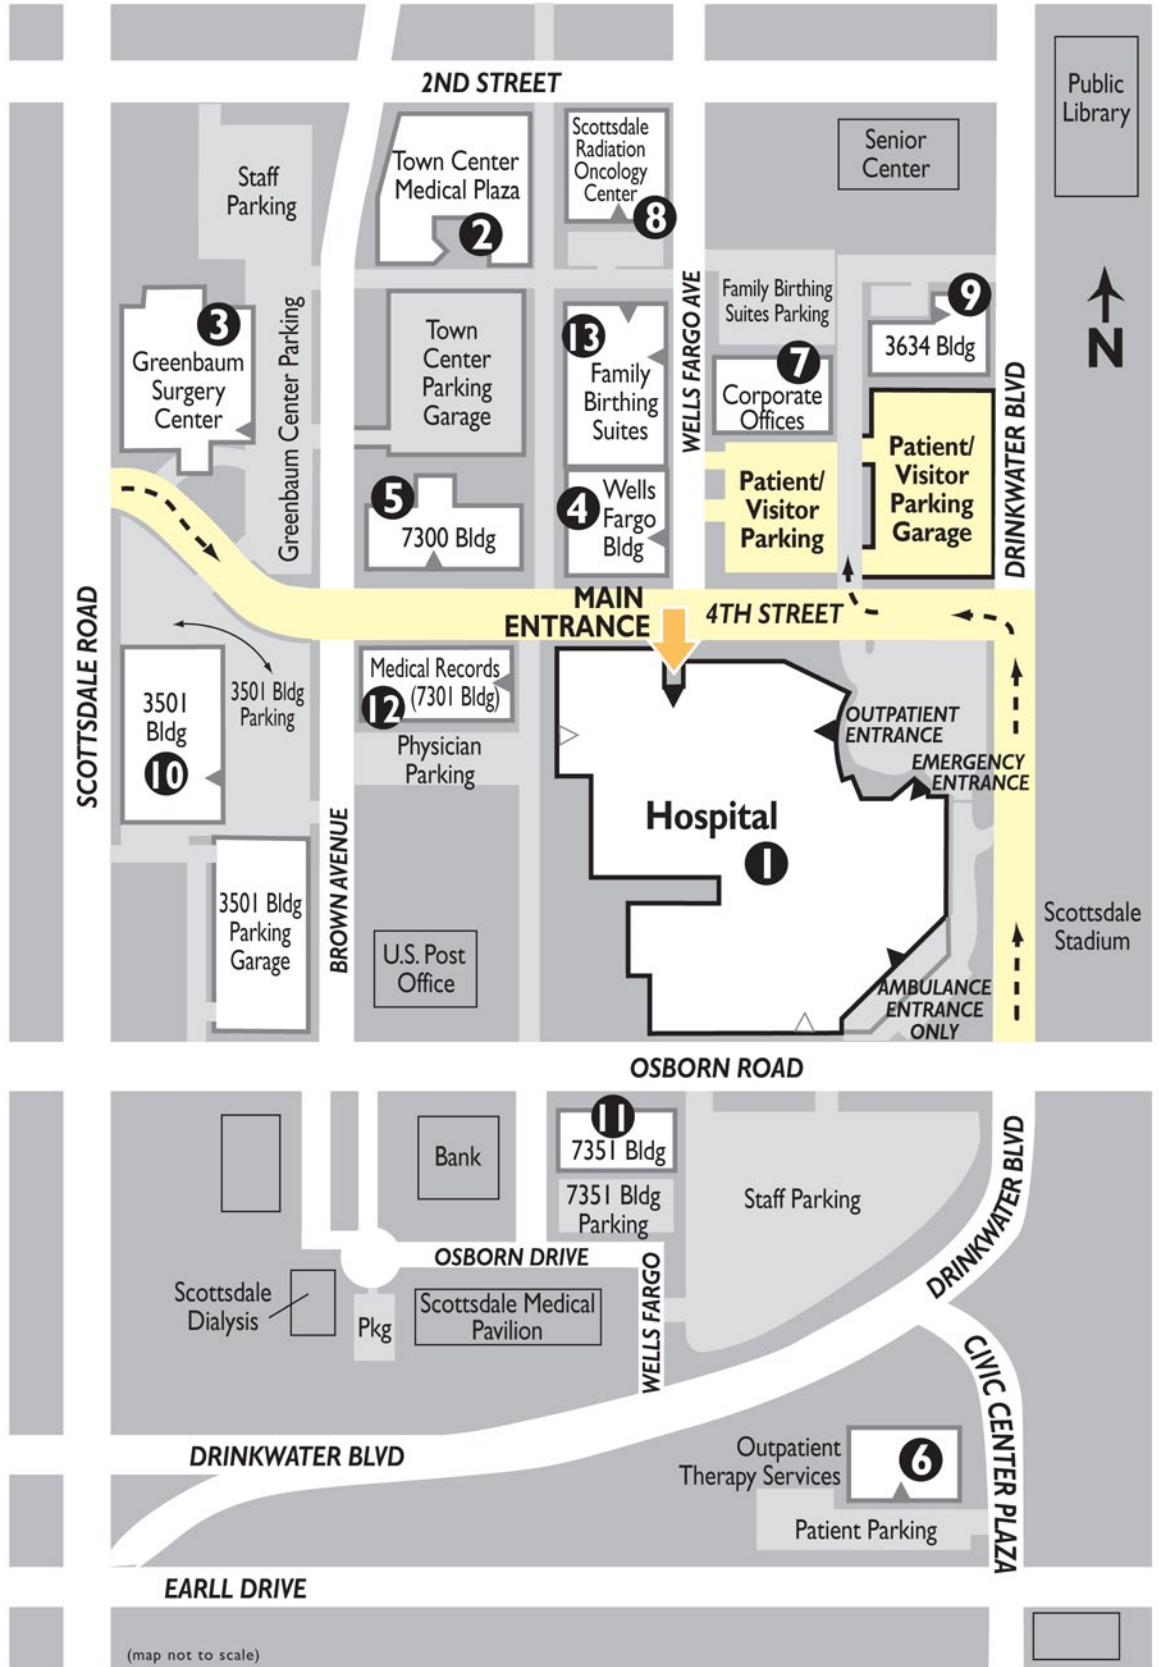 2ND STREET
Public
Library
Senior
Center
Scottsdale
Radiation
Oncology
Center
8
Town Center
Medical Plaza
2
Staff
Parking
3
Greenbaum
Surgery
Center
Greenbaum Center Parking
Town
Center
Parking
Garage
13
Family
Birthing
Suites
WELLS FARGO AVE
Family Birthing
Suites Parking
9
3634 Bldg
7
Corporate
Offices
DRINKWATER BLVD
N
5
7300 Bldg
4
Wells
Fargo
Bldg
Patient/
Visitor
Parking
Patient/
Visitor
Parking
Garage
MAIN
ENTRANCE
4TH STREET
SCOTTSDALE ROAD
3501
Bldg
10
3501 Bldg
Parking
Medical Records
(7301 Bldg)
12
Physician
Parking
OUTPATIENT
ENTRANCE
EMERGENCY
ENTRANCE
Hospital
1
3501 Bldg
Parking
Garage
BROWN AVENUE
U.S. Post
Office
Scottsdale
Stadium
AMBULANCE
ENTRANCE
ONLY
OSBORN ROAD
11
7351 Bldg
7351 Bldg
Parking
Bank
Staff Parking
DRINKWATER BLVD
OSBORN DRIVE
WELLS FARGO
Scottsdale
Dialysis
Pkg
Scottsdale Medical
Pavilion
CIVIC CENTER PLAZA
DRINKWATER BLVD
Outpatient
Therapy Services
6
Patient Parking
EARLL DRIVE
(map not to scale)